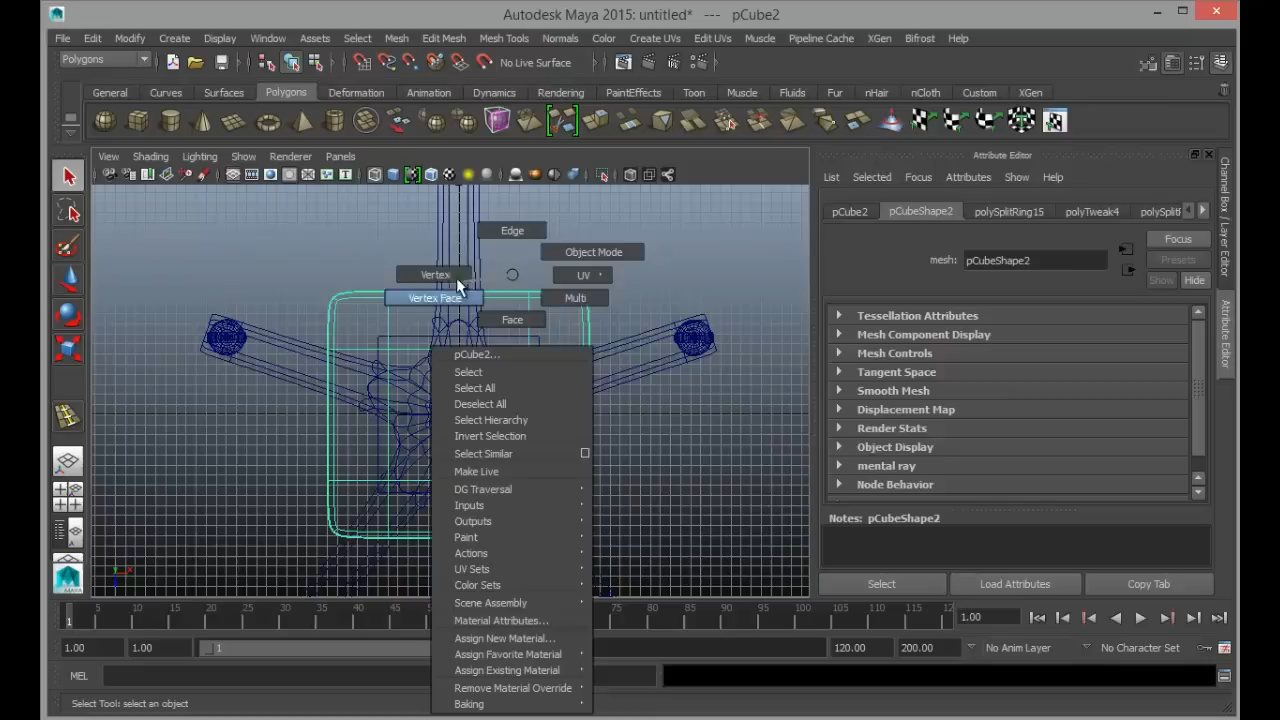 Autodesk Maya 2015: untitled* --- pCube2
File Edit Modify Create Display Window Assets Select Mesh Edit Mesh Mesh Tools Normals Color Create UVs Edit UVs Muscle Pipeline Cache XGen Bifrost Help
Polygons No Live Surface
General Curves Surfaces Polygons Deformation Animation Dynamics Rendering PaintEffects Toon Muscle Fluids Fur nHair nCloth Custom XGen
View Shading Lighting Show Renderer Panels
Attribute Editor
List Selected Focus Attributes Show Help
pCube2 pCubeShape2 polySplitRing15 polyTweak4 polySplitF
mesh: pCubeShape2
Focus
Presets
Show Hide
Tessellation Attributes
Mesh Component Display
Mesh Controls
Tangent Space
Smooth Mesh
Displacement Map
Render Stats
Object Display
mental ray
Node Behavior
Notes: pCubeShape2
Select Load Attributes Copy Tab
Channel Box / Layer Editor
Attribute Editor
Edge
Object Mode
Vertex
UV
Vertex Face
Multi
Face
pCube2...
Select
Select All
Deselect All
Select Hierarchy
Invert Selection
Select Similar
Make Live
DG Traversal
Inputs
Outputs
Paint
Actions
UV Sets
Color Sets
Scene Assembly
Material Attributes...
Assign New Material...
Assign Favorite Material
Assign Existing Material
Remove Material Override
Baking
5 10 15 20 25 30 35 40 45 75 80 85 90 95 100 105 110 115 120
1
1.00
1.00 1.00 1 120.00 200.00 No Anim Layer No Character Set
MEL
Select Tool: select an object